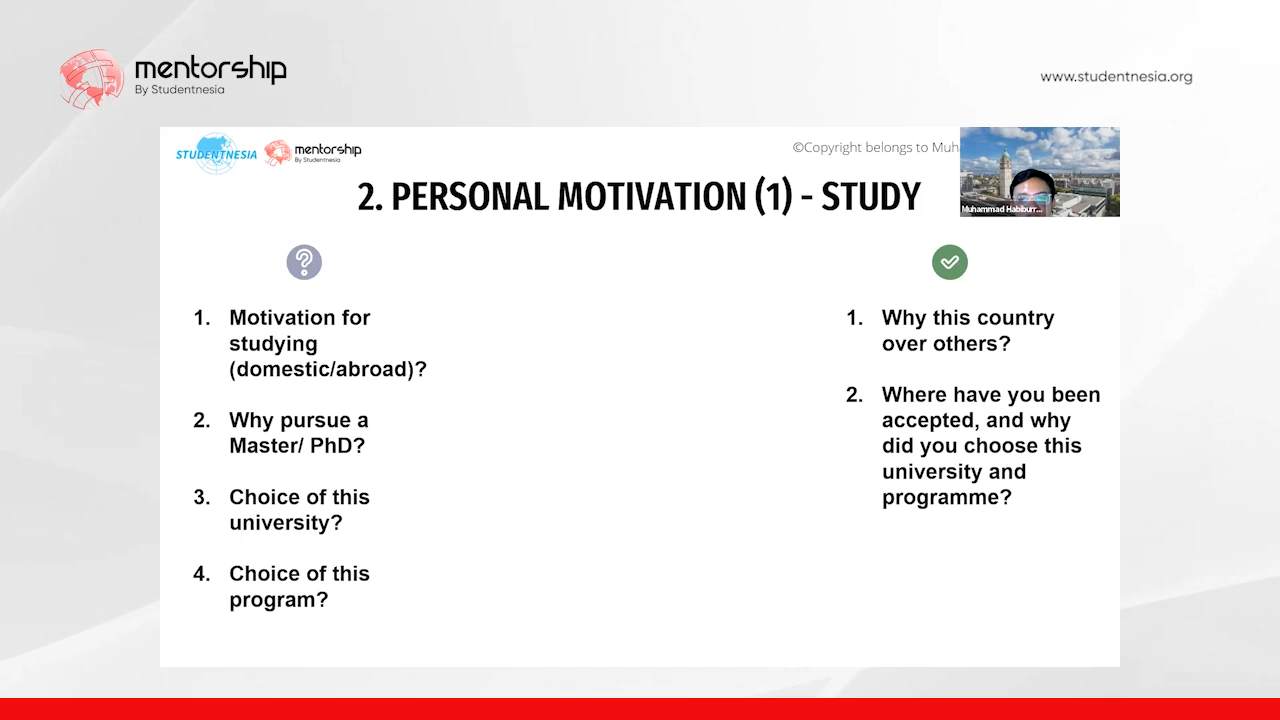 mentorship
By Studentnesia
www.studentnesia.org
STUDENTNESIA
mentorship
By Studentnesia
©Copyright belongs to
Muhammad Habiburr...
2. PERSONAL MOTIVATION (1) - STUDY
1. Motivation for
studying
(domestic/abroad)?
2. Why pursue a
Master/ PhD?
3. Choice of this
university?
4. Choice of this
program?
1. Why this country
over others?
2. Where have you been
accepted, and why
did you choose this
university and
programme?